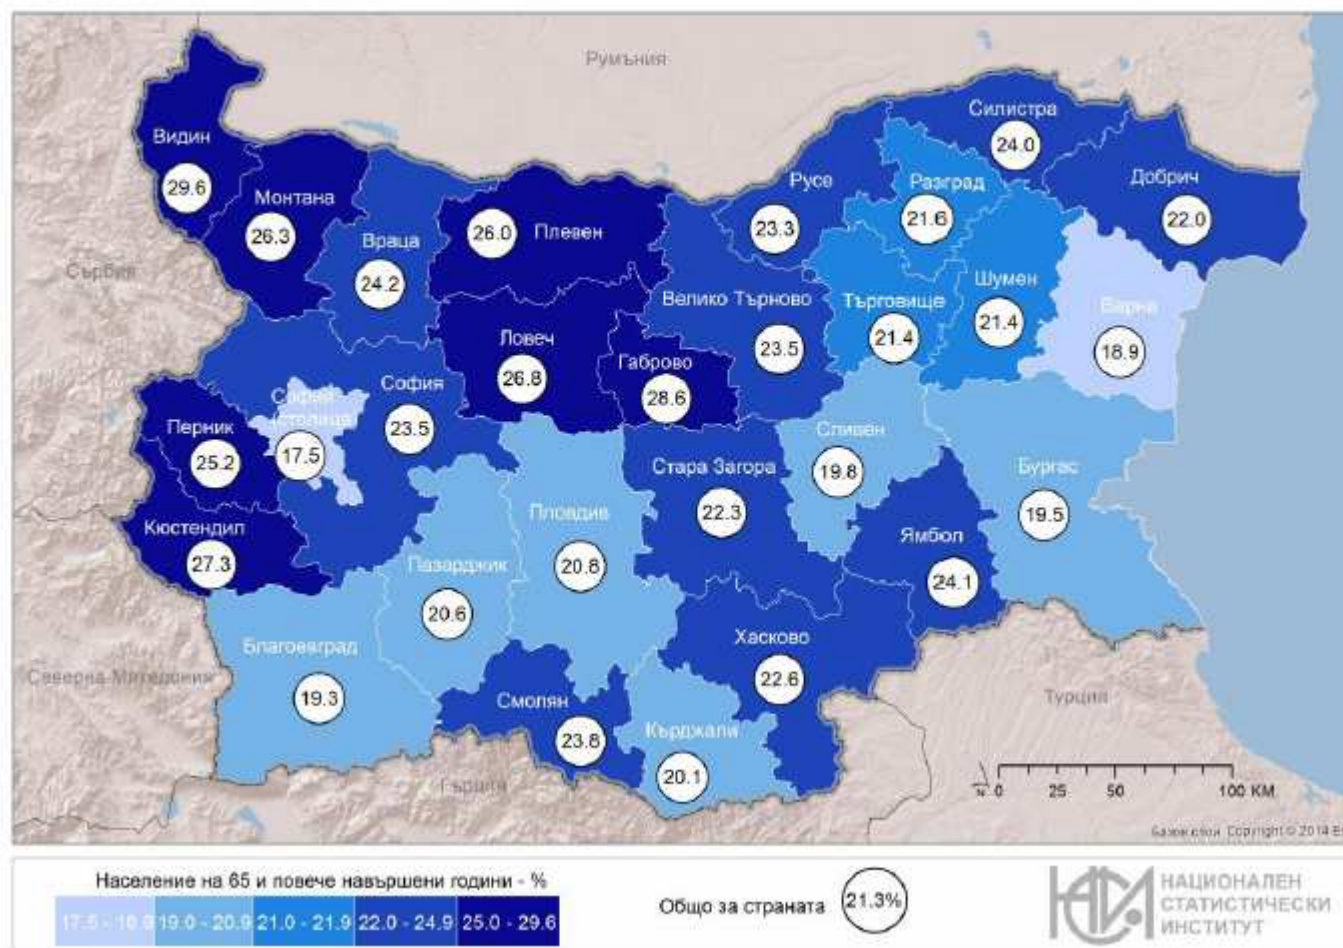 Румъния
Силистра
24.0
Видин
29.6
Монтана
26.3
Русе
23.3
Разград
21.6
Добрич
22.0
26.0
Плевен
Враца
24.2
Сърбия
Велико Търново
23.5
Търговище
21.4
Шумен
21.4
Варна
18.9
Ловеч
26.8
Габрово
28.6
София
23.5
София
(столица)
17.5
Перник
25.2
Стара Загора
22.3
Сливен
19.8
Бургас
19.5
Кюстендил
27.3
Пловдив
20.8
Ямбол
24.1
Пазарджик
20.6
Благоевград
19.3
Хасково
22.6
Северна Македония
Турция
Смолян
23.8
Кърджали
20.1
Гърция
0 25 50 100 КМ
Copyright © 2014
Население на 65 и повече навършени години - %
17.5 - 18.9 19.0 - 20.9 21.0 - 21.9 22.0 - 24.9 25.0 - 29.6
Общо за страната 21.3%
НАЦИОНАЛЕН
СТАТИСТИЧЕСКИ
ИНСТИТУТ